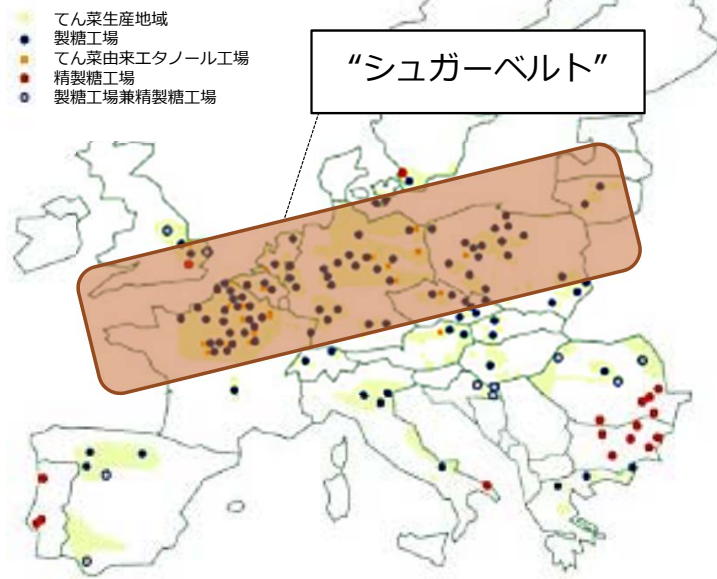 てん菜生産地域
製糖工場
てん菜由来エタノール工場
精製糖工場
製糖工場兼精製糖工場
“シュガーベルト”